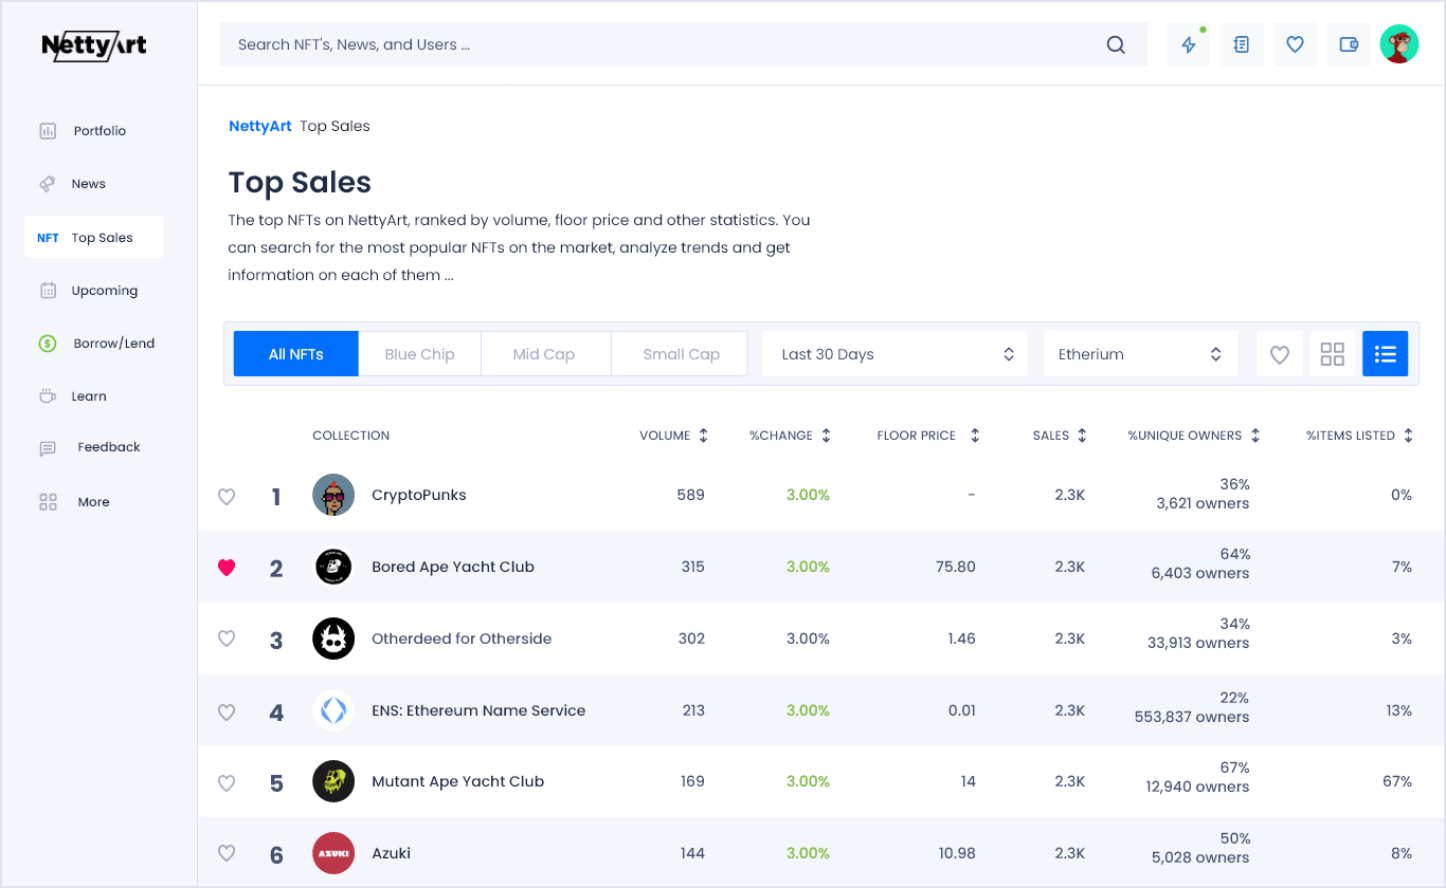 NettyArt
Search NFT's, News, and Users ...
Portfolio
News
NFT Top Sales
Upcoming
Borrow/Lend
Learn
Feedback
More
NettyArt Top Sales
Top Sales
The top NFTs on NettyArt, ranked by volume, floor price and other statistics. You
can search for the most popular NFTs on the market, analyze trends and get
information on each of them ...
All NFTs Blue Chip Mid Cap Small Cap Last 30 Days Etherium
COLLECTION VOLUME %CHANGE FLOOR PRICE SALES %UNIQUE OWNERS %ITEMS LISTED
1 CryptoPunks 589 3.00% - 2.3K 36% 0%
3,621 owners
2 Bored Ape Yacht Club 315 3.00% 75.80 2.3K 64% 7%
6,403 owners
3 Otherdeed for Otherside 302 3.00% 1.46 2.3K 34% 3%
33,913 owners
4 ENS: Ethereum Name Service 213 3.00% 0.01 2.3K 22% 13%
553,837 owners
5 Mutant Ape Yacht Club 169 3.00% 14 2.3K 67% 67%
12,940 owners
6 AZUKI Azuki 144 3.00% 10.98 2.3K 50% 8%
5,028 owners